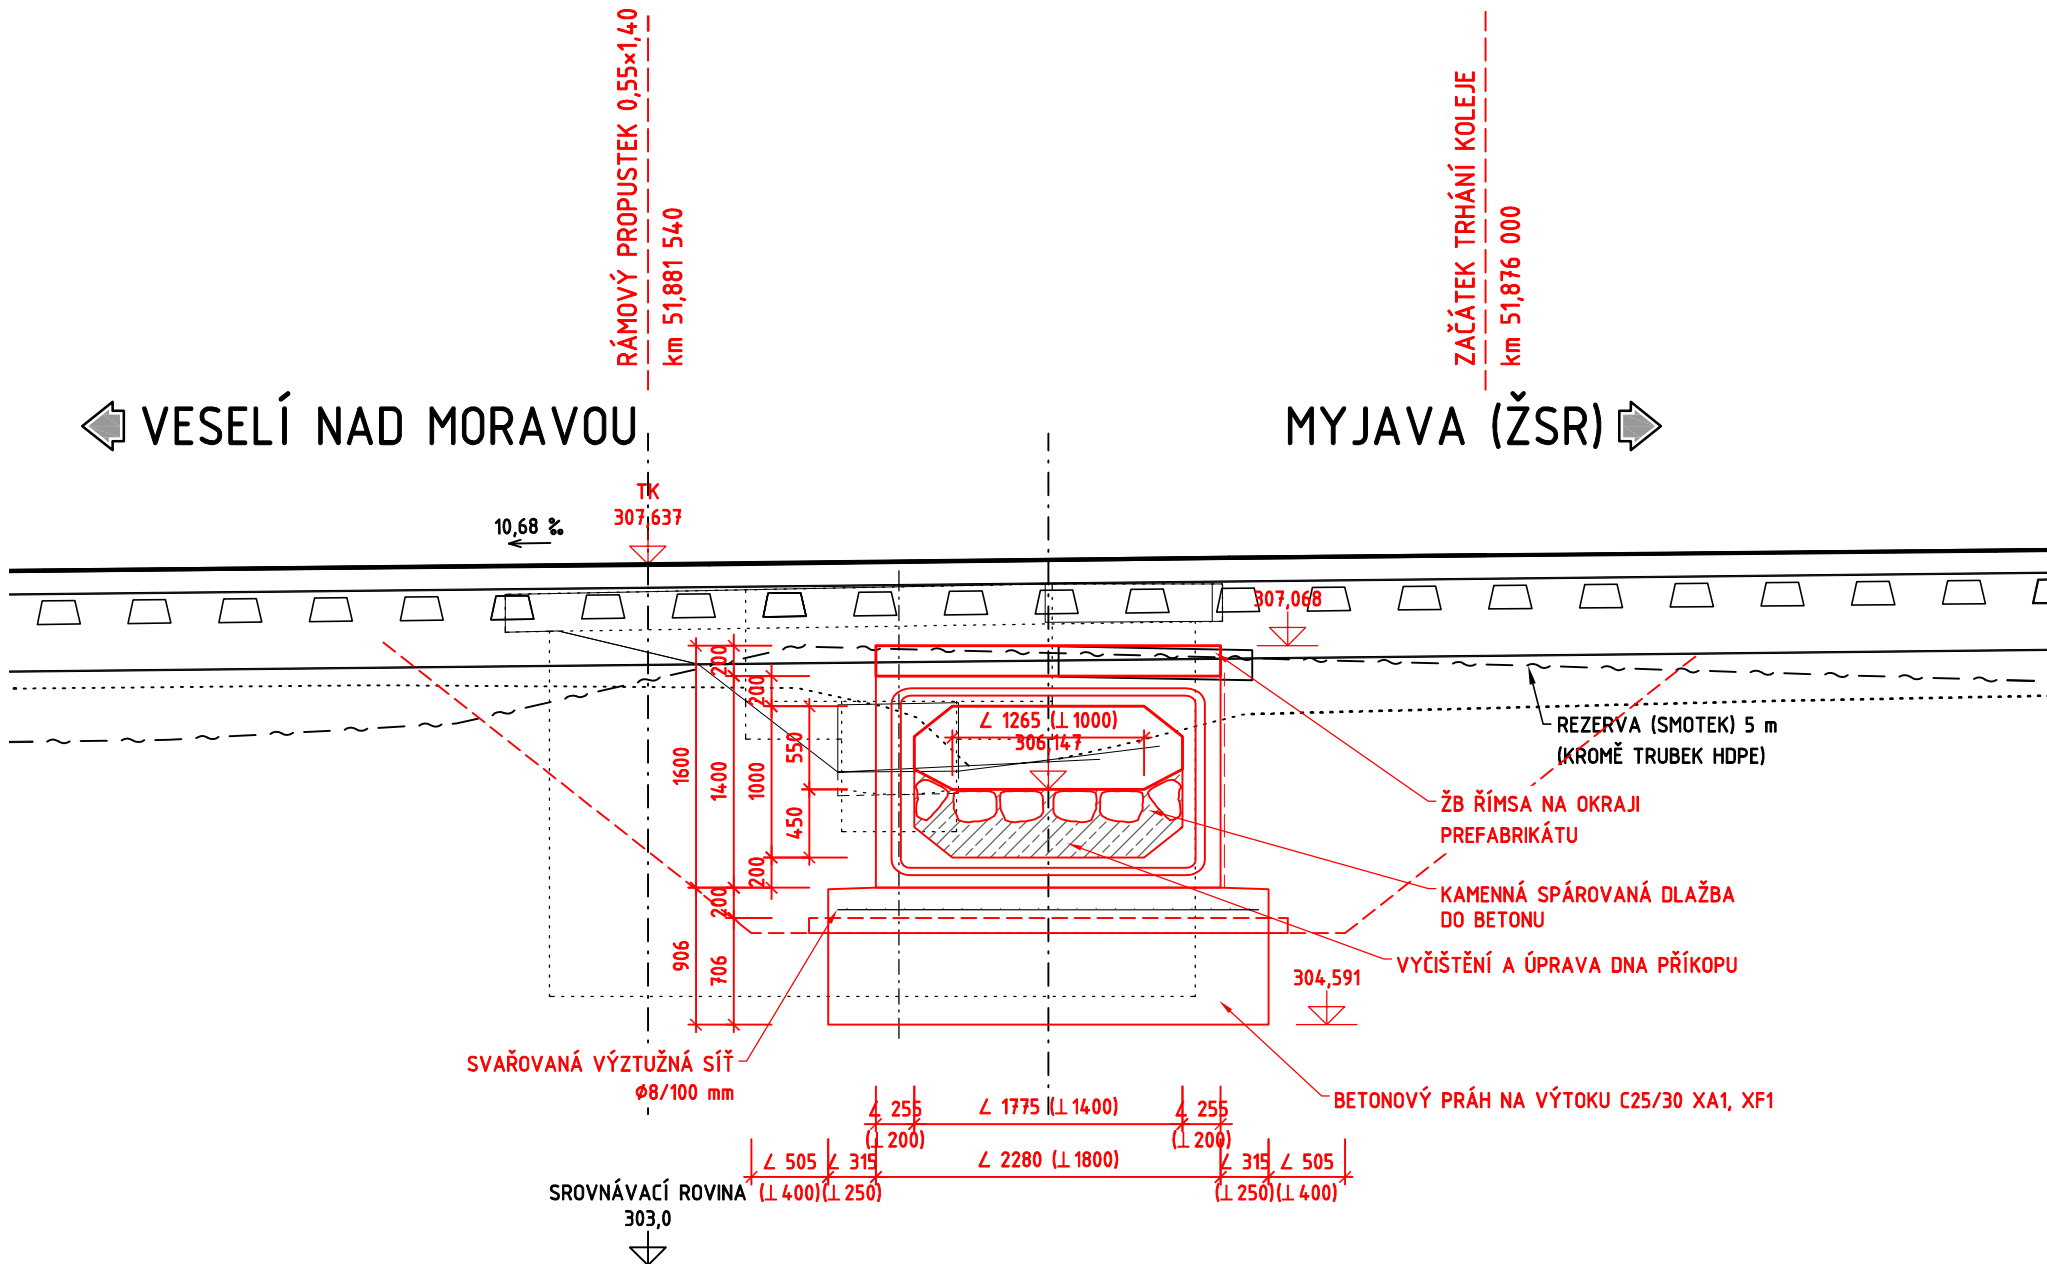 RÁMOVÝ PROPUSTEK 0,55×1,40
km 51,881 540
ZAČÁTEK TRHÁNÍ KOLEJE
km 51,876 000
VESELÍ NAD MORAVOU
MYJAVA (ŽSR)
TK
307,637
10,68 ‰
307,068
200
200
∠ 1265 (⊥ 1000)
306,147
550
1600
1400
1000
450
200
200
906
706
REZERVA (SMOTEK) 5 m
(KROMĚ TRUBEK HDPE)
ŽB ŘÍMSA NA OKRAJI
PREFABRIKÁTU
KAMENNÁ SPÁROVANÁ DLAŽBA
DO BETONU
VYČIŠTĚNÍ A ÚPRAVA DNA PŘÍKOPU
304,591
SVAŘOVANÁ VÝZTUŽNÁ SÍŤ
ø8/100 mm
BETONOVÝ PRÁH NA VÝTOKU C25/30 XA1, XF1
∠ 255 ∠ 1775 (⊥ 1400) ∠ 255
(⊥ 200) (⊥ 200)
∠ 505 ∠ 315 ∠ 2280 (⊥ 1800) ∠ 315 ∠ 505
(⊥ 400) (⊥ 250) (⊥ 250) (⊥ 400)
SROVNÁVACÍ ROVINA
303,0